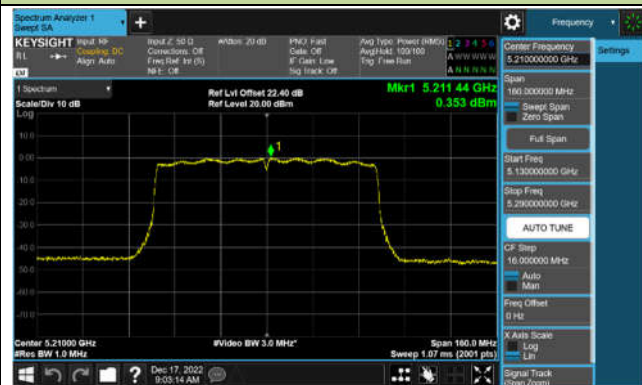 Spectrum Analyzer 1
Swept SA
+
Frequency
KEYSIGHT
RL
Input: RF
Coupling: DC
Align: Auto
Input Z: 50 Ω
Corrections: Off
Freq Ref: Int (S)
NFE: Off
#Atten: 20 dB
PNO: Fast
Gate: Off
IF Gain: Low
Sig Track: Off
Avg Type: Power (RMS)
Avg|Hold: 100/100
Trig: Free Run
1 2 3 4 5 6
A W W W W W
A N N N N N
1 Spectrum
Scale/Div 10 dB
Log
Ref Lvl Offset 22.40 dB
Ref Level 20.00 dBm
Mkr1 5.211 44 GHz
0.353 dBm
1
10.0
0.00
-10.0
-20.0
-30.0
-40.0
-50.0
-60.0
-70.0
Center 5.21000 GHz
#Res BW 1.0 MHz
#Video BW 3.0 MHz*
Span 160.0 MHz
Sweep 1.07 ms (2001 pts)
Center Frequency
5.210000000 GHz
Settings
Span
160.000000 MHz
Swept Span
Zero Span
Full Span
Start Freq
5.130000000 GHz
Stop Freq
5.290000000 GHz
AUTO TUNE
CF Step
16.000000 MHz
Auto
Man
Freq Offset
0 Hz
X Axis Scale
Log
Lin
Signal Track
(Span Zoom)
?
Dec 17, 2022
9:03:14 AM